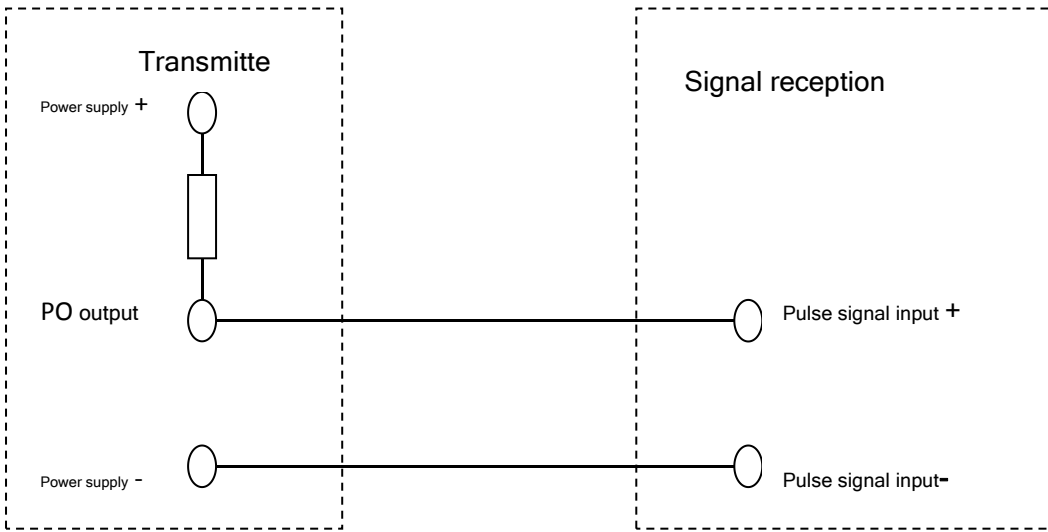 Transmitte
Signal reception
Power supply +
PO output
Pulse signal input +
Power supply -
Pulse signal input-